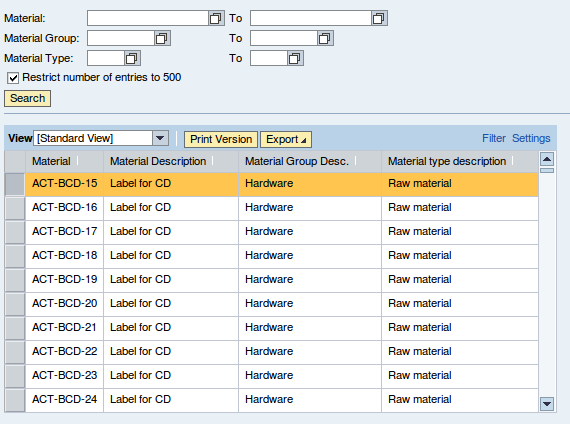 Material: To
Material Group: To
Material Type: To
Restrict number of entries to 500
Search
View [Standard View] Print Version Export Filter Settings
Material Material Description Material Group Desc. Material type description
ACT-BCD-15 Label for CD Hardware Raw material
ACT-BCD-16 Label for CD Hardware Raw material
ACT-BCD-17 Label for CD Hardware Raw material
ACT-BCD-18 Label for CD Hardware Raw material
ACT-BCD-19 Label for CD Hardware Raw material
ACT-BCD-20 Label for CD Hardware Raw material
ACT-BCD-21 Label for CD Hardware Raw material
ACT-BCD-22 Label for CD Hardware Raw material
ACT-BCD-23 Label for CD Hardware Raw material
ACT-BCD-24 Label for CD Hardware Raw material